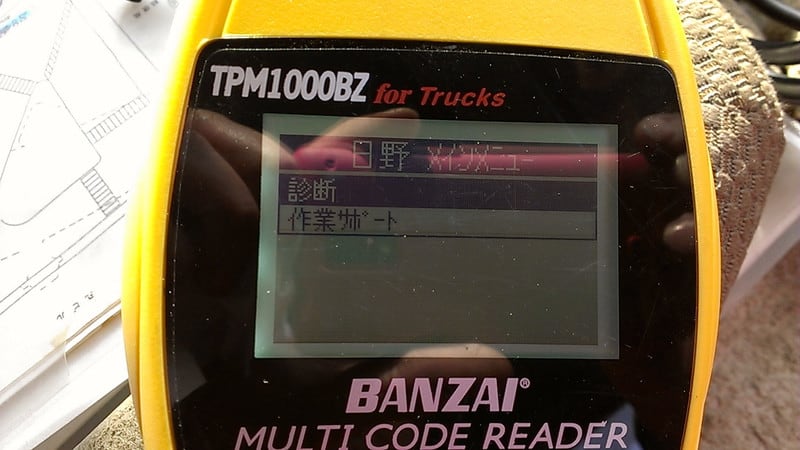 TPM1000BZ for Trucks
日野 メインメニュー
診断
作業サポート
BANZAI®
MULTI CODE READER